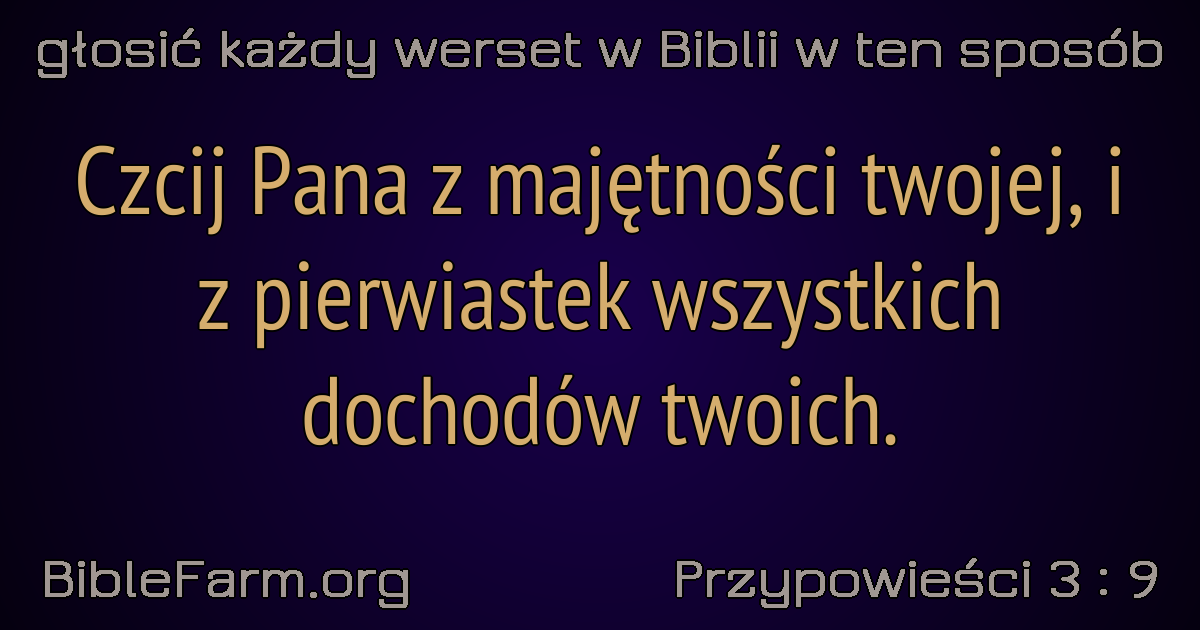 głosić każdy werset w Biblii w ten sposób
Czcij Pana z majętności twojej, i
z pierwiastek wszystkich
dochodów twoich.
BibleFarm.org
Przypowieści 3 : 9